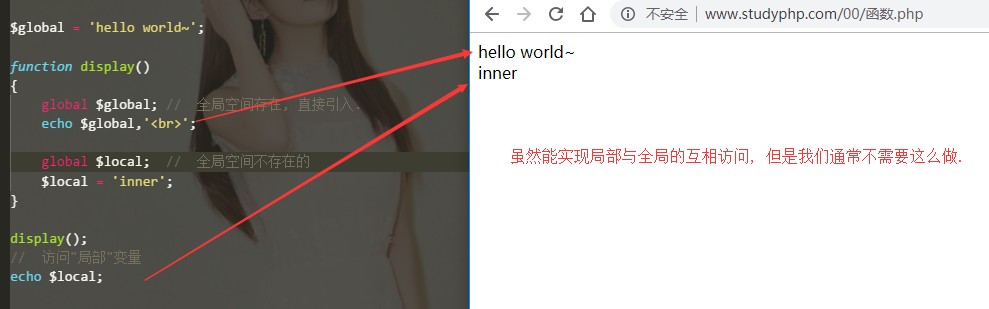 $global = 'hello world~';
function display()
{
global $global; // 全局空间存在, 直接引入.
echo $global,'<br>';
global $local; // 全局空间不存在的
$local = 'inner';
}
display();
// 访问"局部"变量
echo $local;
不安全 | www.studyphp.com/00/函数.php
hello world~
inner
虽然能实现局部与全局的互相访问，但是我们通常不需要这么做.